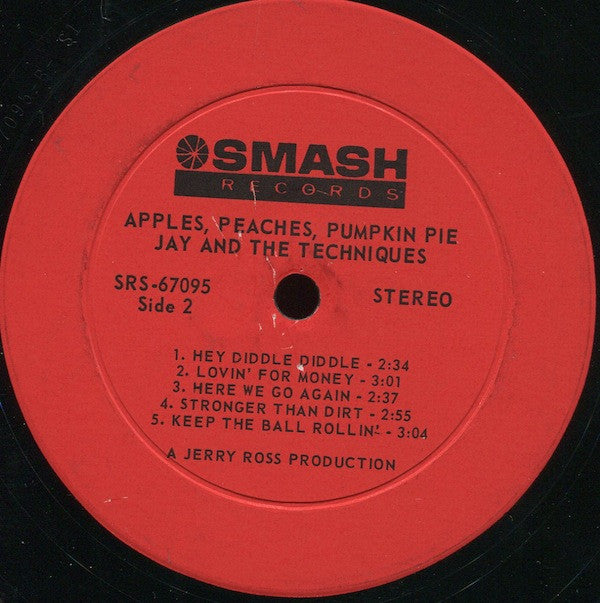 SMASH
RECORDS
APPLES, PEACHES, PUMPKIN PIE
JAY AND THE TECHNIQUES
SRS-67095
Side 2
STEREO
1. HEY DIDDLE DIDDLE - 2:34
2. LOVIN' FOR MONEY - 3:01
3. HERE WE GO AGAIN - 2:37
4. STRONGER THAN DIRT - 2:55
5. KEEP THE BALL ROLLIN' - 3:04
A JERRY ROSS PRODUCTION